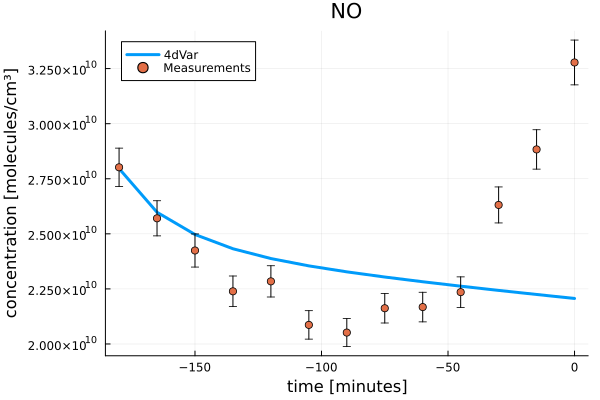 NO
4dVar
Measurements
concentration [molecules/cm³]
3.250×10¹⁰
3.000×10¹⁰
2.750×10¹⁰
2.500×10¹⁰
2.250×10¹⁰
2.000×10¹⁰
−150 −100 −50 0
time [minutes]